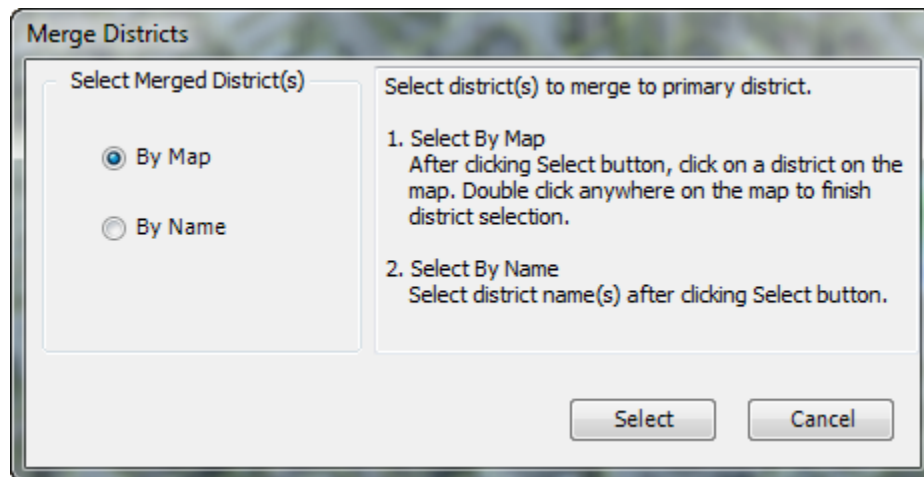 Merge Districts
Select Merged District(s)
By Map
By Name
Select district(s) to merge to primary district.
1. Select By Map
After clicking Select button, click on a district on the
map. Double click anywhere on the map to finish
district selection.
2. Select By Name
Select district name(s) after clicking Select button.
Select
Cancel